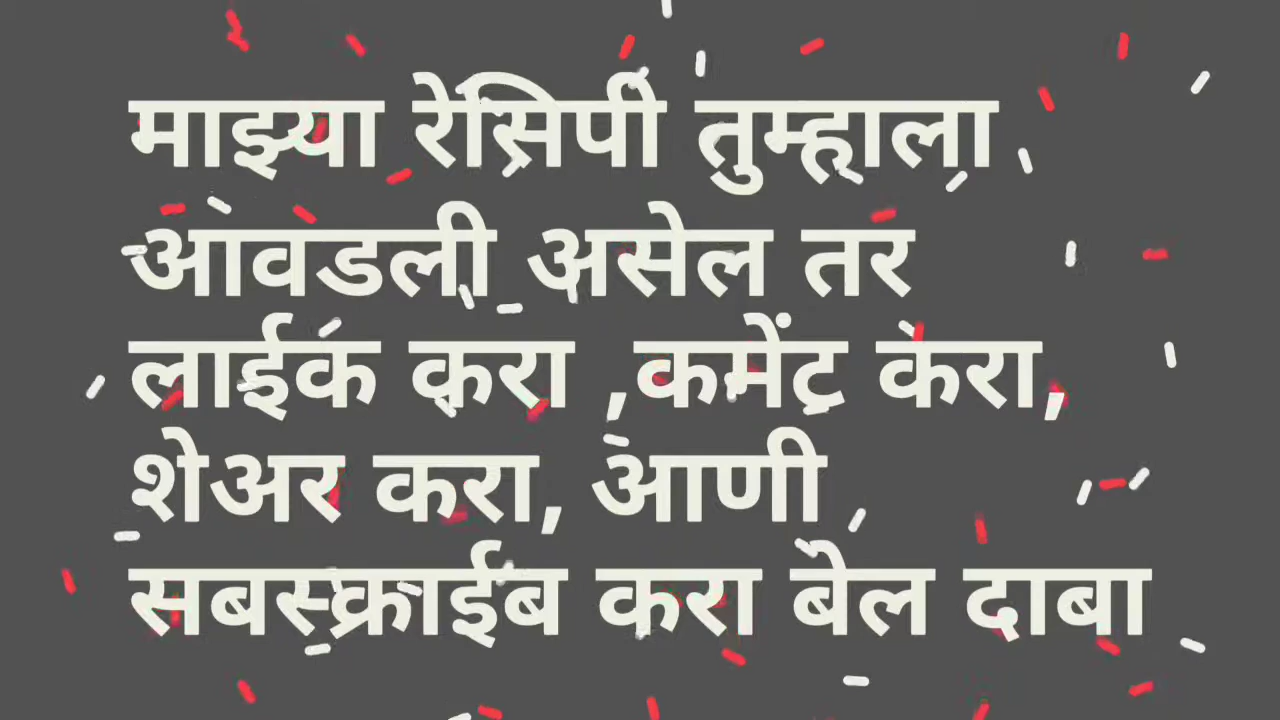 माझ्या रेसिपी तुम्हाला
आवडली असेल तर
लाईक करा ,कमेंट करा,
शेअर करा, आणी
सबस्क्राईब करा बेल दाबा